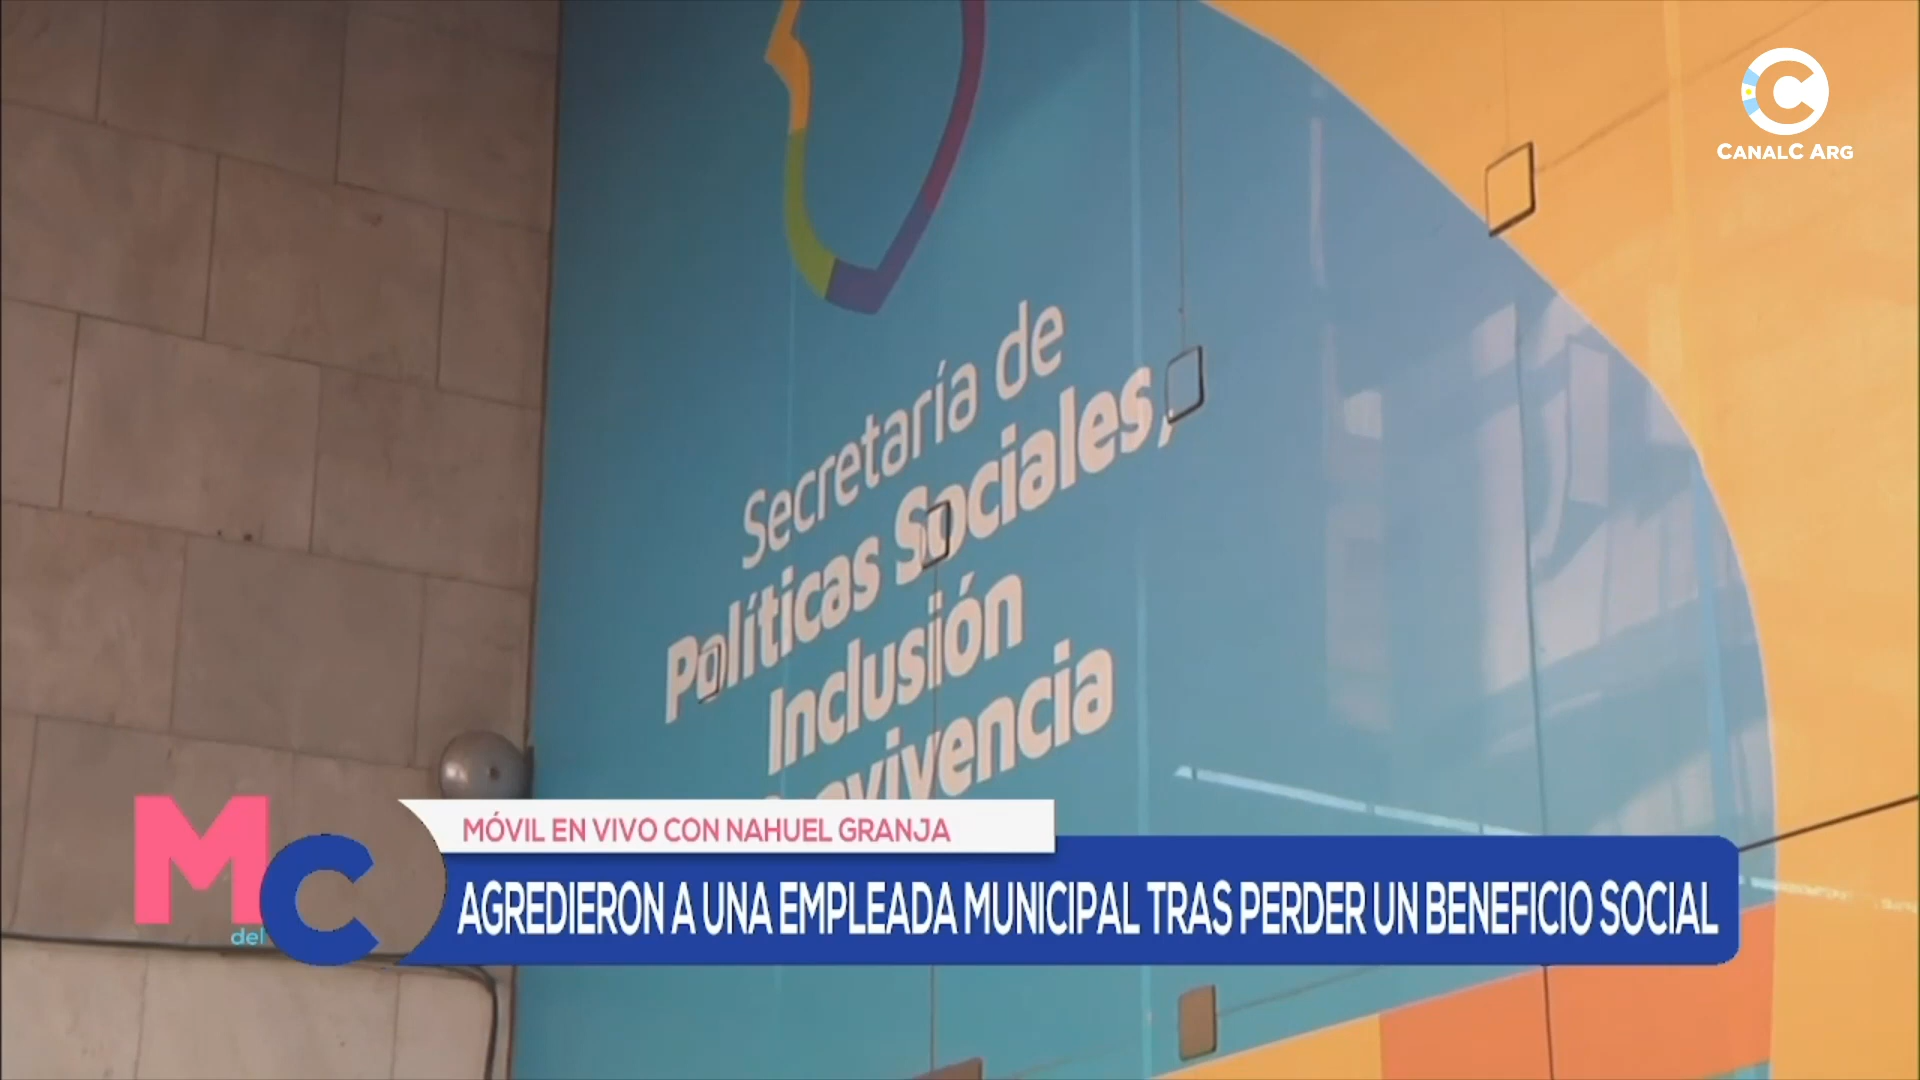 CANALC ARG
Secretaría de
Políticas Sociales,
Inclusión
MÓVIL EN VIVO CON NAHUEL GRANJA
M
del C
AGREDIERON A UNA EMPLEADA MUNICIPAL TRAS PERDER UN BENEFICIO SOCIAL